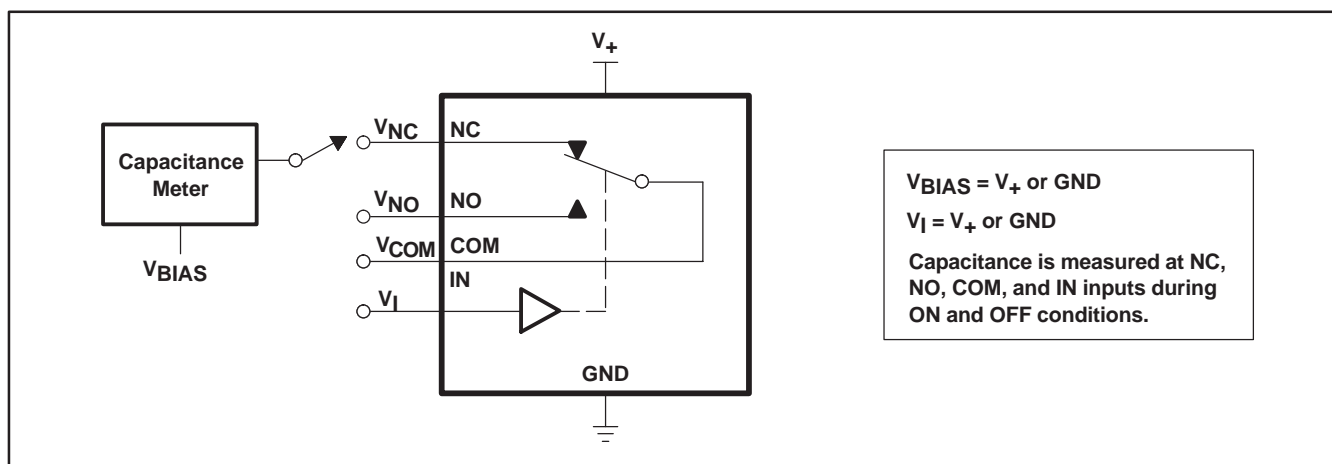 V+
Capacitance
Meter
VBIAS
VNC NC
VNO NO
VCOM COM
IN
VI
GND
VBIAS = V+ or GND
VI = V+ or GND
Capacitance is measured at NC,
NO, COM, and IN inputs during
ON and OFF conditions.